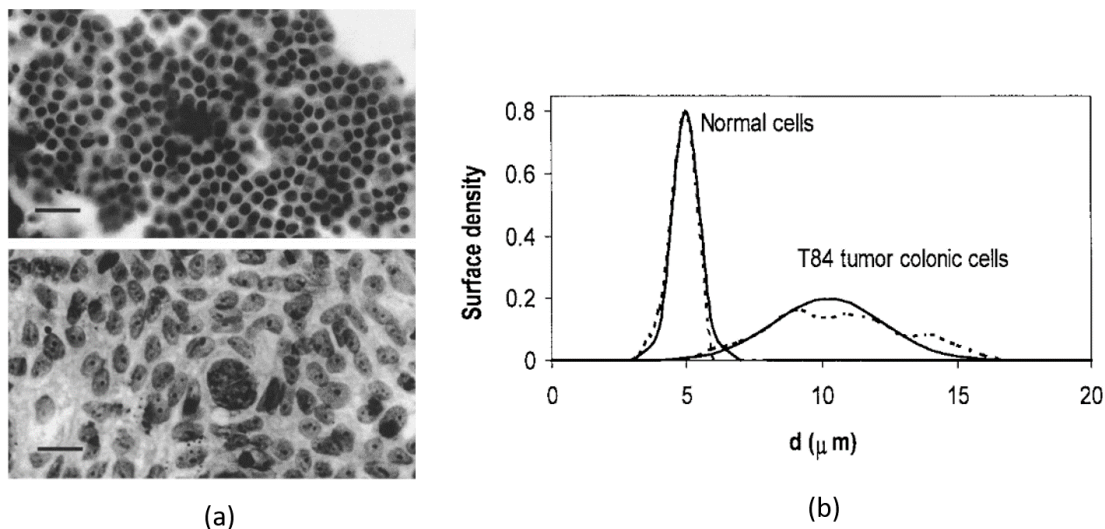 0.8
0.6
0.4
0.2
0
Surface density
Normal cells
T84 tumor colonic cells
0 5 10 15 20
d (μ m)
(a)
(b)